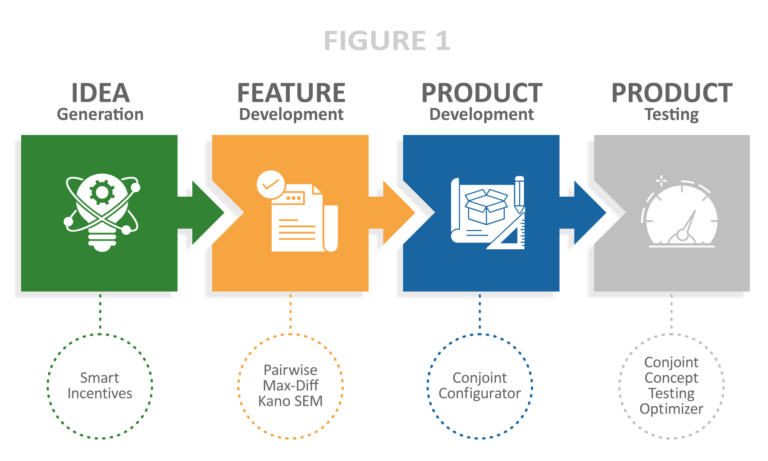 FIGURE 1
IDEA
Generation
FEATURE
Development
PRODUCT
Development
PRODUCT
Testing
Smart
Incentives
Pairwise
Max-Diff
Kano SEM
Conjoint
Configurator
Conjoint
Concept
Testing
Optimizer